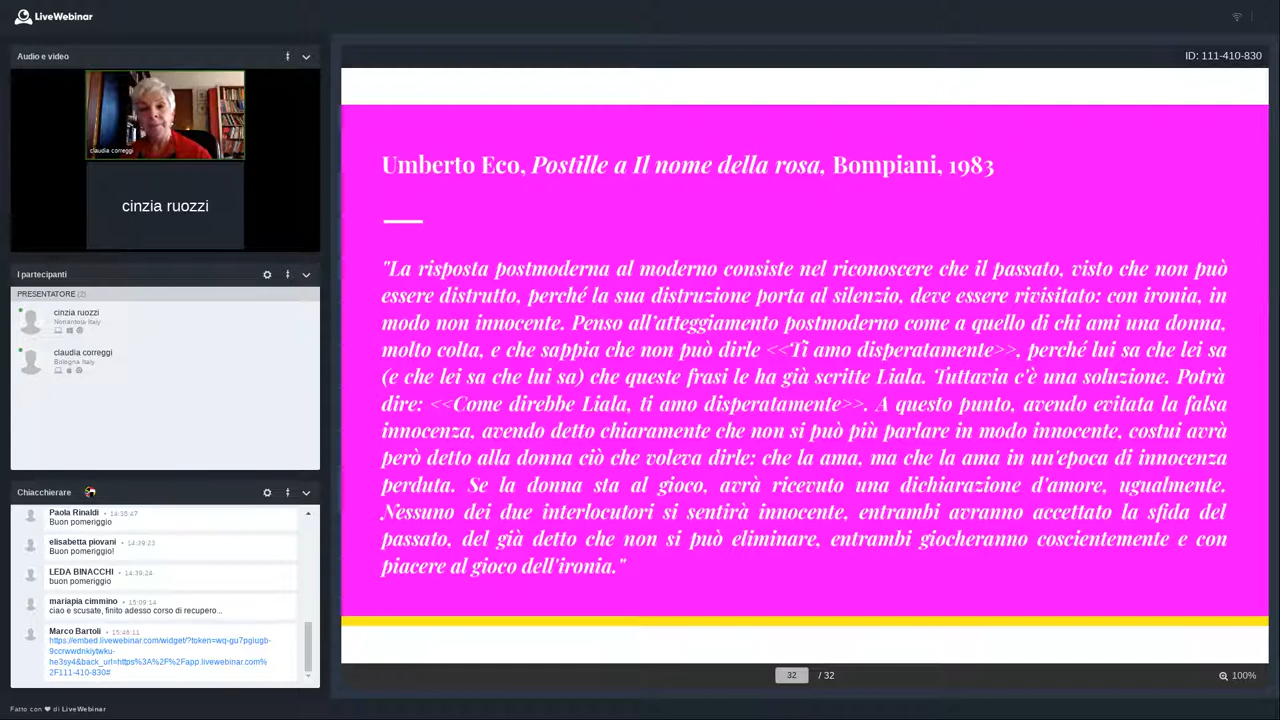 LiveWebinar
Audio e video
claudia correggi
cinzia ruozzi
I partecipanti
PRESENTATORE (2)
cinzia ruozzi
Nonantola Italy
claudia correggi
Bologna Italy
Chiacchierare
Paola Rinaldi • 14:38:47
Buon pomeriggio
elisabetta piovani • 14:39:23
Buon pomeriggio!
LEDA BINACCHI • 14:39:24
buon pomeriggio
mariapia cimmino • 15:09:14
ciao e scusate, finito adesso corso di recupero...
Marco Bartoli • 15:46:11
https://embed.livewebinar.com/widget/?token=wq-gu7pgiugb-
9ccrwwdnkiytwku-
he3sy4&back_url=https%3A%2F%2Fapp.livewebinar.com%
2F111-410-830#
Fatto con ❤ di LiveWebinar
ID: 111-410-830
Umberto Eco, Postille a Il nome della rosa, Bompiani, 1983
"La risposta postmoderna al moderno consiste nel riconoscere che il passato, visto che non può
essere distrutto, perché la sua distruzione porta al silenzio, deve essere rivisitato: con ironia, in
modo non innocente. Penso all'atteggiamento postmoderno come a quello di chi ami una donna,
molto colta, e che sappia che non può dirle <<Ti amo disperatamente>>, perché lui sa che lei sa
(e che lei sa che lui sa) che queste frasi le ha già scritte Liala. Tuttavia c'è una soluzione. Potrà
dire: <<Come direbbe Liala, ti amo disperatamente>>. A questo punto, avendo evitata la falsa
innocenza, avendo detto chiaramente che non si può più parlare in modo innocente, costui avrà
però detto alla donna ciò che voleva dirle: che la ama, ma che la ama in un'epoca di innocenza
perduta. Se la donna sta al gioco, avrà ricevuto una dichiarazione d'amore, ugualmente.
Nessuno dei due interlocutori si sentirà innocente, entrambi avranno accettato la sfida del
passato, del già detto che non si può eliminare, entrambi giocheranno coscientemente e con
piacere al gioco dell'ironia."
32 / 32
100%